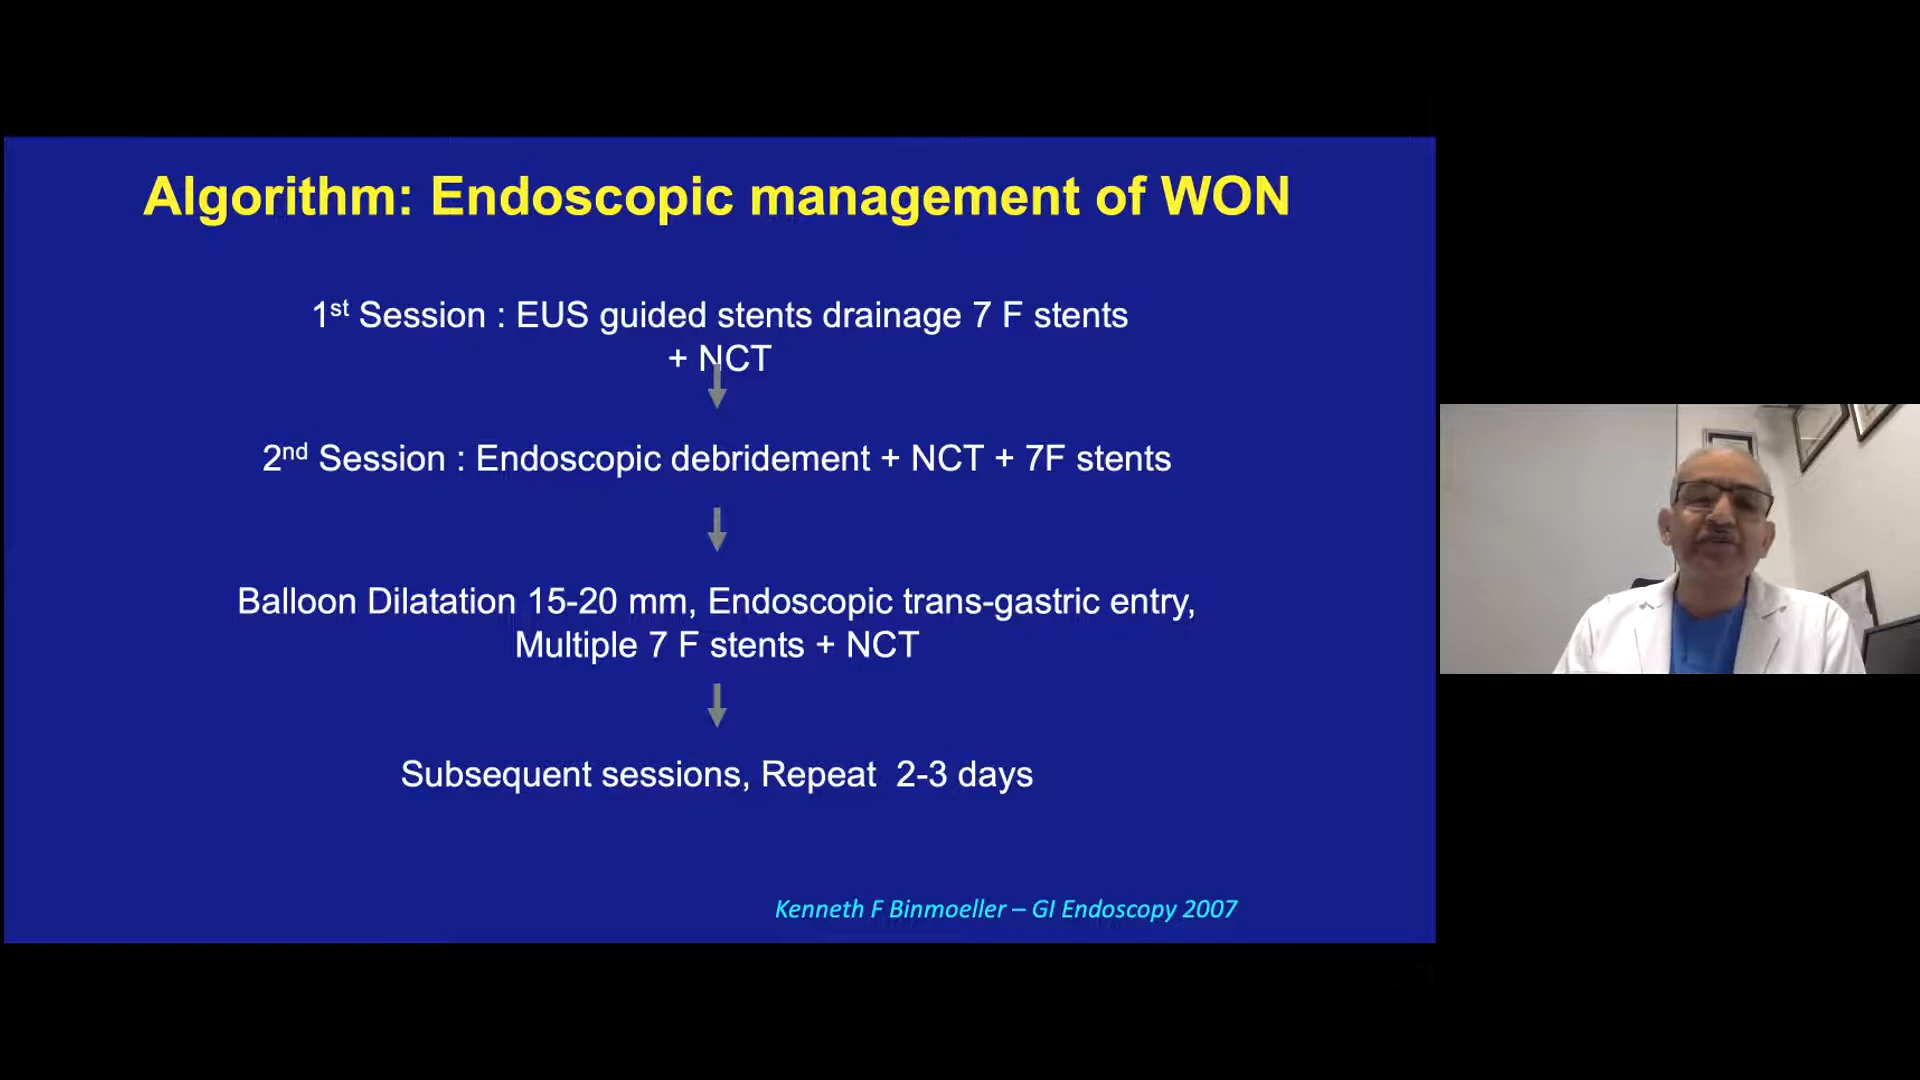 Algorithm: Endoscopic management of WON
1st Session : EUS guided stents drainage 7 F stents
+ NCT
2nd Session : Endoscopic debridement + NCT + 7F stents
Balloon Dilatation 15-20 mm, Endoscopic trans-gastric entry,
Multiple 7 F stents + NCT
Subsequent sessions, Repeat  2-3 days
Kenneth F Binmoeller – GI Endoscopy 2007